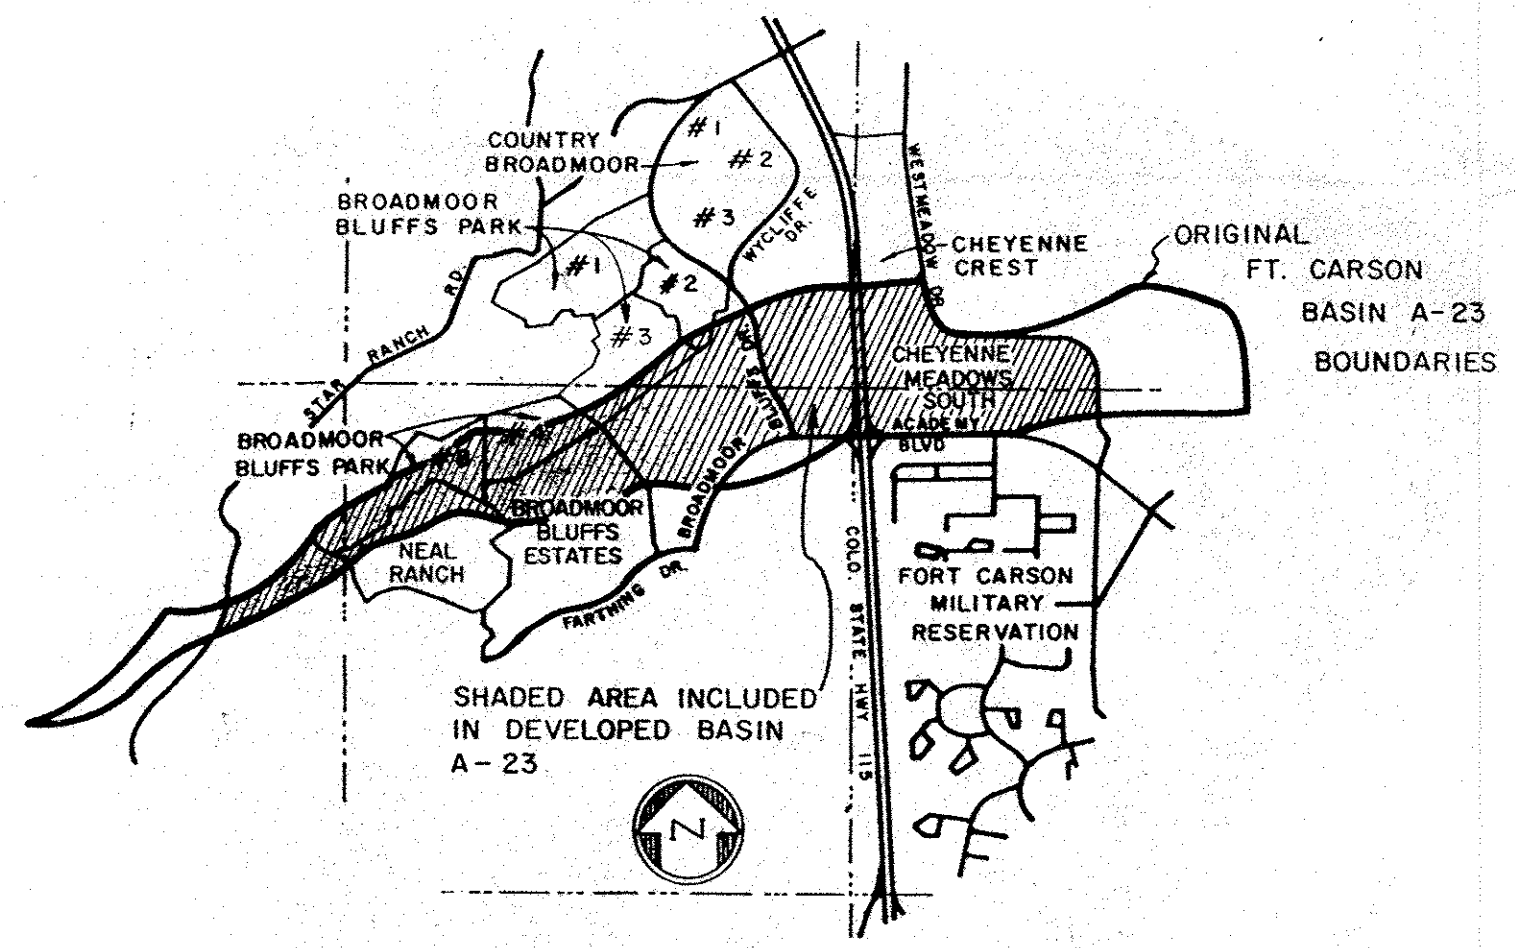 COUNTRY
BROADMOOR
#1
#2
#3
BROADMOOR
BLUFFS PARK
#1
#2
#3
WYCLIFFE
DR.
WESTMEADOW DR.
CHEYENNE
CREST
ORIGINAL
FT. CARSON
BASIN A-23
BOUNDARIES
STAR RANCH RD.
CHEYENNE
MEADOWS
SOUTH
ACADEMY
BLVD
BROADMOOR BLUFFS DR.
BROADMOOR
BLUFFS PARK
#4
BROADMOOR
BLUFFS
ESTATES
NEAL
RANCH
FARTHING DR.
COLO. STATE HWY 115
FORT CARSON
MILITARY
RESERVATION
SHADED AREA INCLUDED
IN DEVELOPED BASIN
A-23
N